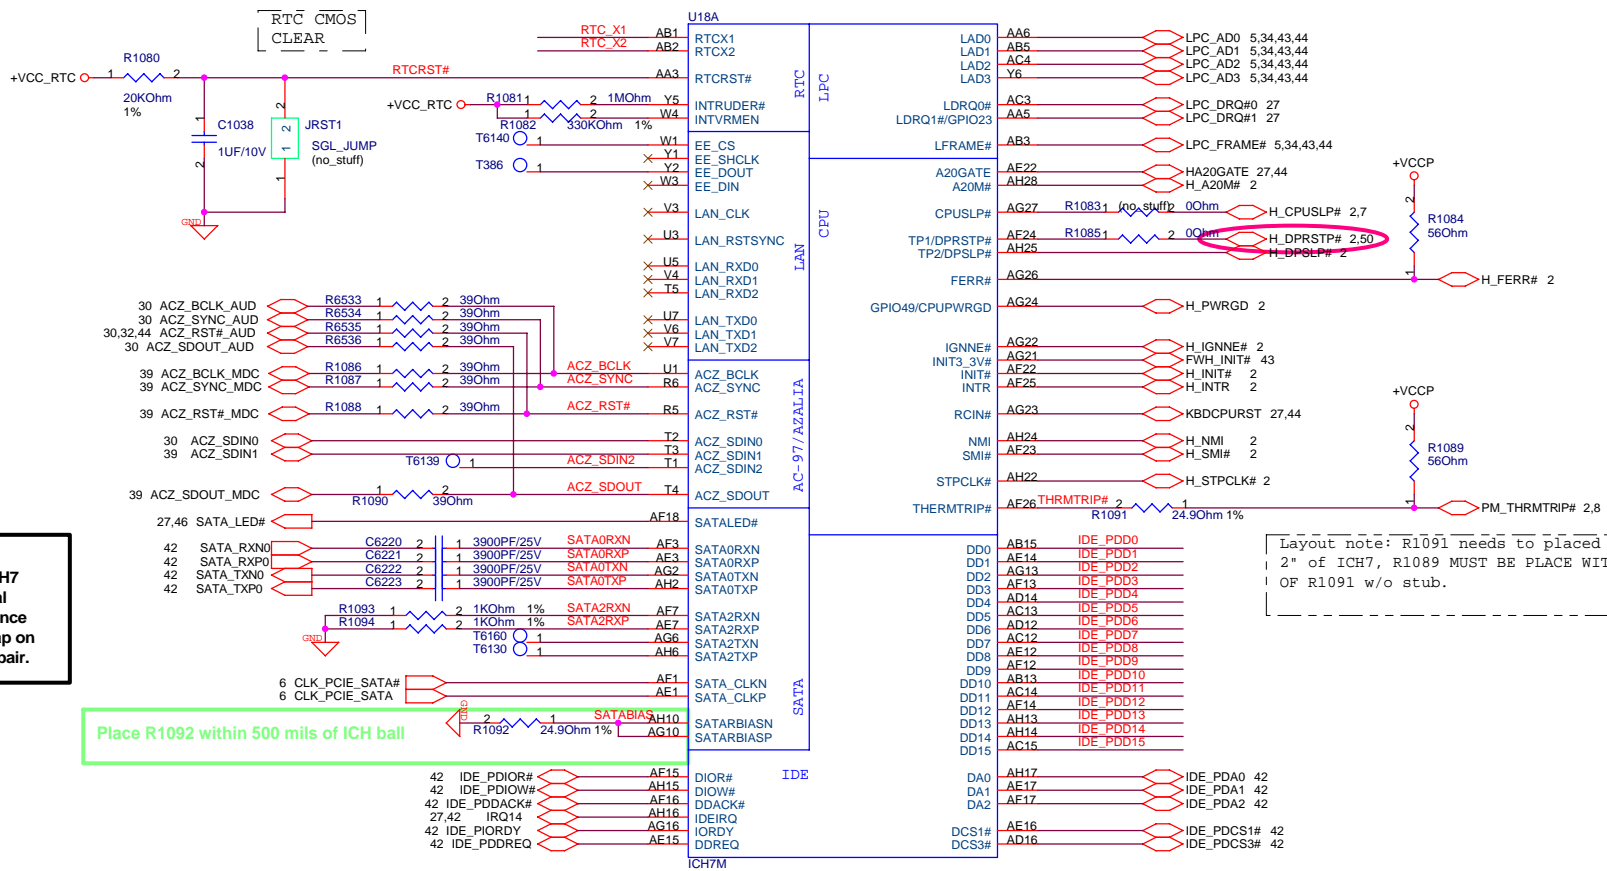 RTC CMOS
CLEAR
U18A
+VCC_RTC
R1080
1
2
20KOhm
1%
RTCRST#
C1038
1UF/10V
1
2
JRST1
SGL_JUMP
(no_stuff)
2
2
1
1
GND
+VCC_RTC
R1081 1 2 1MOhm
R1082 1 2 330KOhm 1%
T6140 1
T386 1
RTC_X1 AB1 RTCX1
RTC_X2 AB2 RTCX2
AA3 RTCRST#
Y5 INTRUDER#
W4 INTVRMEN
W1 EE_CS
Y1 EE_SHCLK
Y2 EE_DOUT
W3 EE_DIN
V3 LAN_CLK
U3 LAN_RSTSYNC
U5 LAN_RXD0
V4 LAN_RXD1
T5 LAN_RXD2
U7 LAN_TXD0
V6 LAN_TXD1
V7 LAN_TXD2
RTC
LPC
LAN
CPU
AC-97/AZALIA
SATA
IDE
30 ACZ_BCLK_AUD R6533 1 2 39Ohm
30 ACZ_SYNC_AUD R6534 1 2 39Ohm
30,32,44 ACZ_RST#_AUD R6535 1 2 39Ohm
30 ACZ_SDOUT_AUD R6536 1 2 39Ohm
39 ACZ_BCLK_MDC R1086 1 2 39Ohm ACZ_BCLK U1 ACZ_BCLK
39 ACZ_SYNC_MDC R1087 1 2 39Ohm ACZ_SYNC R6 ACZ_SYNC
39 ACZ_RST#_MDC R1088 1 2 39Ohm ACZ_RST# R5 ACZ_RST#
30 ACZ_SDIN0 T2 ACZ_SDIN0
39 ACZ_SDIN1 T3 ACZ_SDIN1
T6139 1 ACZ_SDIN2 T1 ACZ_SDIN2
39 ACZ_SDOUT_MDC R1090 1 2 39Ohm ACZ_SDOUT T4 ACZ_SDOUT
27,46 SATA_LED# AF18 SATALED#
42 SATA_RXN0 C6220 2 1 3900PF/25V SATA0RXN AF3 SATA0RXN
42 SATA_RXP0 C6221 2 1 3900PF/25V SATA0RXP AE3 SATA0RXP
42 SATA_TXN0 C6222 2 1 3900PF/25V SATA0TXN AG2 SATA0TXN
42 SATA_TXP0 C6223 2 1 3900PF/25V SATA0TXP AH2 SATA0TXP
R1093 1 2 1KOhm 1% SATA2RXN AF7 SATA2RXN
R1094 1 2 1KOhm 1% SATA2RXP AE7 SATA2RXP
GND
T6160 1 AG6 SATA2TXN
T6130 1 AH6 SATA2TXP
6 CLK_PCIE_SATA# AF1 SATA_CLKN
6 CLK_PCIE_SATA AE1 SATA_CLKP
GND
R1092 2 1 24.9Ohm 1% SATABIAS AH10 SATARBIASN
AG10 SATARBIASP
Place R1092 within 500 mils of ICH ball
42 IDE_PDIOR# AF15 DIOR#
42 IDE_PDIOW# AH15 DIOW#
42 IDE_PDDACK# AF16 DDACK#
27,42 IRQ14 AH16 IDEIRQ
42 IDE_PIORDY AG16 IORDY
42 IDE_PDDREQ AE15 DDREQ
ICH7M
LAD0 AA6 LPC_AD0 5,34,43,44
LAD1 AB5 LPC_AD1 5,34,43,44
LAD2 AC4 LPC_AD2 5,34,43,44
LAD3 Y6 LPC_AD3 5,34,43,44
LDRQ0# AC3 LPC_DRQ#0 27
LDRQ1#/GPIO23 AA5 LPC_DRQ#1 27
LFRAME# AB3 LPC_FRAME# 5,34,43,44
A20GATE AE22 HA20GATE 27,44
A20M# AH28 H_A20M# 2
CPUSLP# AG27 R1083 1 (no_stuff) 2 0Ohm H_CPUSLP# 2,7
TP1/DPRSTP# AF24 R1085 1 2 0Ohm H_DPRSTP# 2,50
TP2/DPSLP# AH25 H_DPSLP# 2
FERR# AG26 H_FERR# 2
+VCCP
2
R1084
56Ohm
1
GPIO49/CPUPWRGD AG24 H_PWRGD 2
IGNNE# AG22 H_IGNNE# 2
INIT3_3V# AG21 FWH_INIT# 43
INIT# AF22 H_INIT# 2
INTR AF25 H_INTR 2
RCIN# AG23 KBDCPURST 27,44
NMI AH24 H_NMI 2
SMI# AF23 H_SMI# 2
STPCLK# AH22 H_STPCLK# 2
THERMTRIP# AF26 THRMTRIP# 2 R1091 1 24.9Ohm 1% PM_THRMTRIP# 2,8
+VCCP
2
R1089
56Ohm
1
Layout note: R1091 needs to placed
2" of ICH7, R1089 MUST BE PLACE WIT
OF R1091 w/o stub.
DD0 AB15 IDE_PDD0
DD1 AE14 IDE_PDD1
DD2 AG13 IDE_PDD2
DD3 AF13 IDE_PDD3
DD4 AD14 IDE_PDD4
DD5 AC13 IDE_PDD5
DD6 AD12 IDE_PDD6
DD7 AC12 IDE_PDD7
DD8 AE12 IDE_PDD8
DD9 AF12 IDE_PDD9
DD10 AB13 IDE_PDD10
DD11 AC14 IDE_PDD11
DD12 AF14 IDE_PDD12
DD13 AH13 IDE_PDD13
DD14 AH14 IDE_PDD14
DD15 AC15 IDE_PDD15
DA0 AH17 IDE_PDA0 42
DA1 AE17 IDE_PDA1 42
DA2 AF17 IDE_PDA2 42
DCS1# AE16 IDE_PDCS1# 42
DCS3# AD16 IDE_PDCS3# 42
H7
al
nce
ap on
pair.